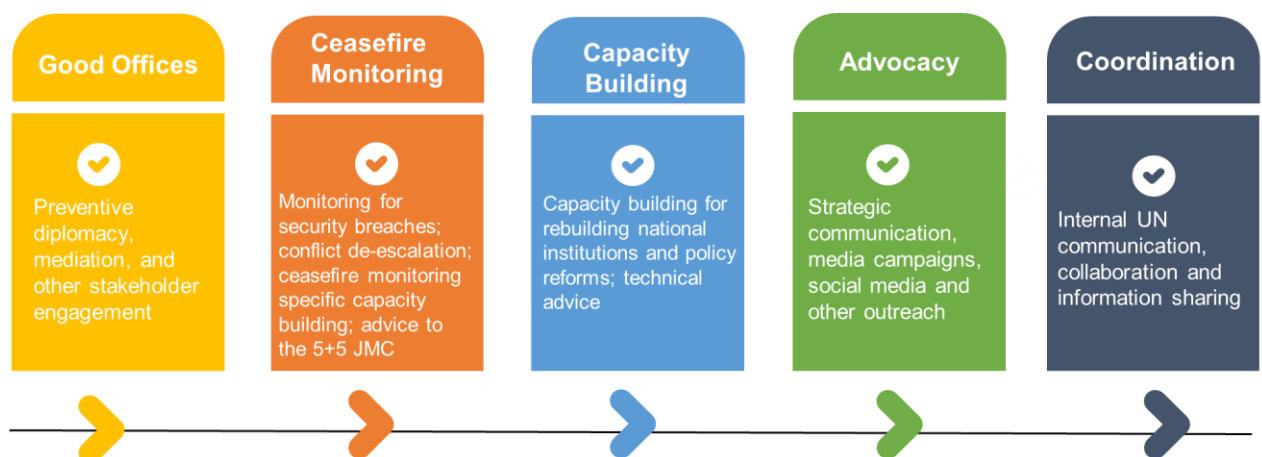 Good Offices
Ceasefire
Monitoring
Capacity
Building
Advocacy
Coordination
Preventive
diplomacy,
mediation, and
other stakeholder
engagement
Monitoring for
security breaches;
conflict de-escalation;
ceasefire monitoring
specific capacity
building; advice to
the 5+5 JMC
Capacity building for
rebuilding national
institutions and policy
reforms; technical
advice
Strategic
communication,
media campaigns,
social media and
other outreach
Internal UN
communication,
collaboration and
information sharing